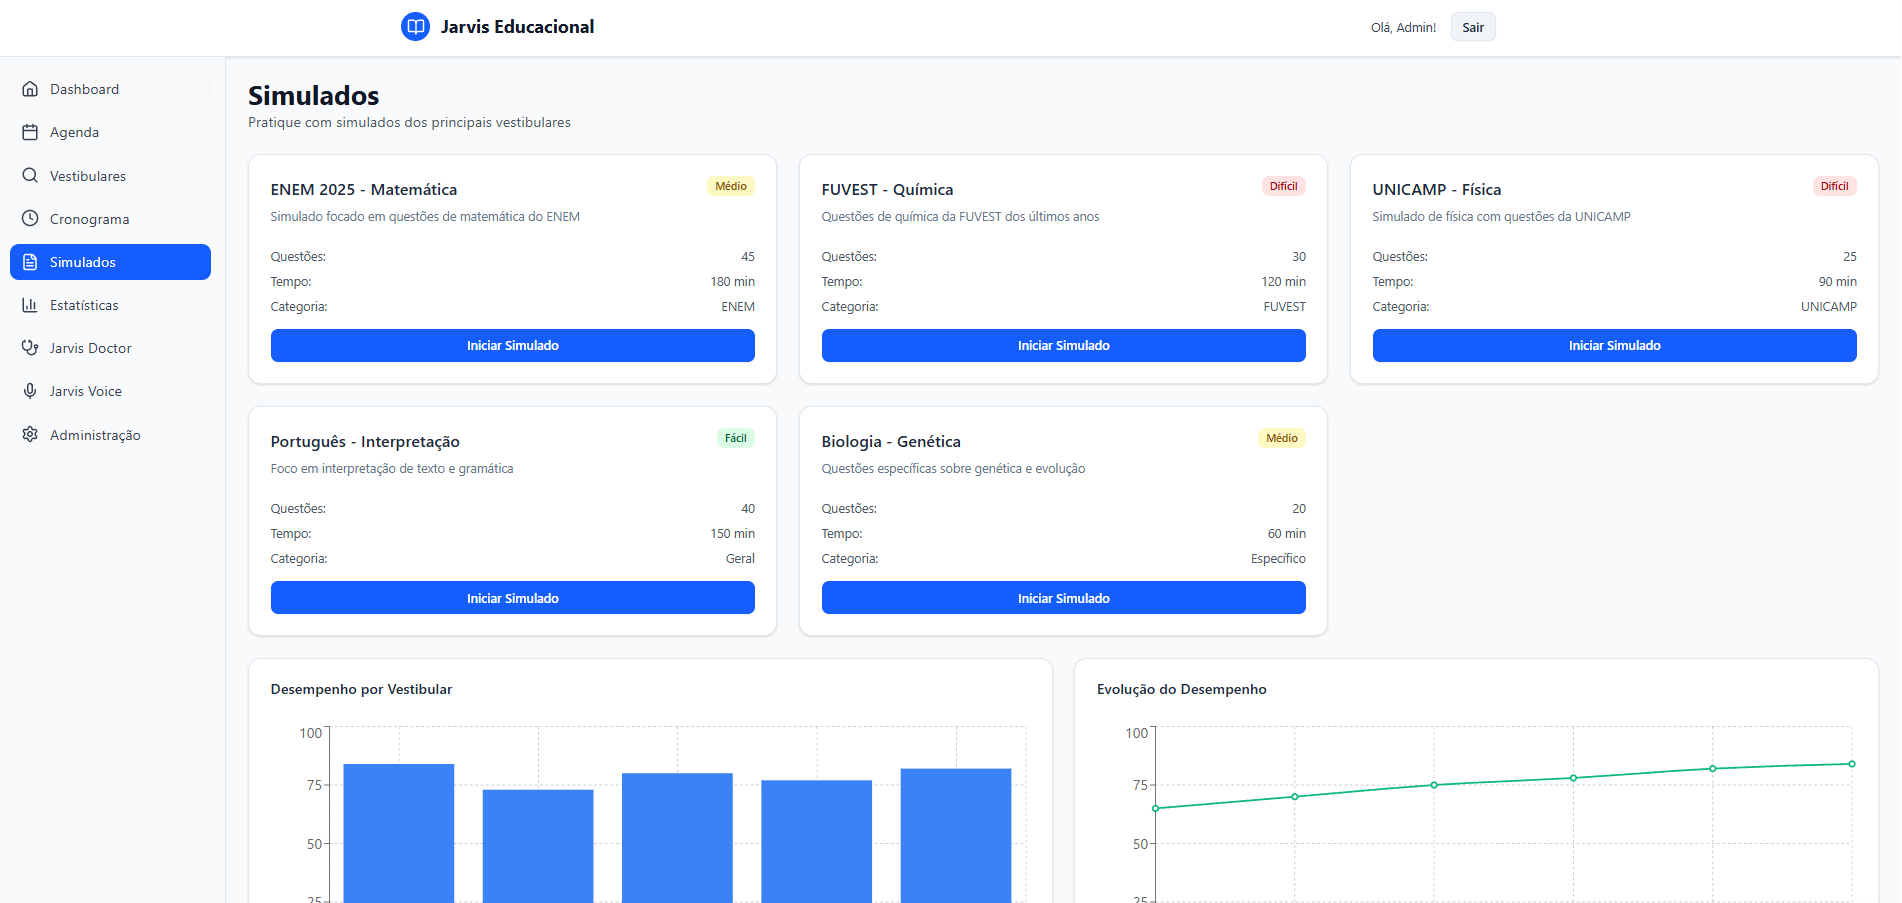 Jarvis Educacional
Olá, Admin!
Sair
Dashboard
Agenda
Vestibulares
Cronograma
Simulados
Estatísticas
Jarvis Doctor
Jarvis Voice
Administração
Simulados
Pratique com simulados dos principais vestibulares
ENEM 2025 - Matemática
Médio
Simulado focado em questões de matemática do ENEM
Questões: 45
Tempo: 180 min
Categoria: ENEM
Iniciar Simulado
FUVEST - Química
Difícil
Questões de química da FUVEST dos últimos anos
Questões: 30
Tempo: 120 min
Categoria: FUVEST
Iniciar Simulado
UNICAMP - Física
Difícil
Simulado de física com questões da UNICAMP
Questões: 25
Tempo: 90 min
Categoria: UNICAMP
Iniciar Simulado
Português - Interpretação
Fácil
Foco em interpretação de texto e gramática
Questões: 40
Tempo: 150 min
Categoria: Geral
Iniciar Simulado
Biologia - Genética
Médio
Questões específicas sobre genética e evolução
Questões: 20
Tempo: 60 min
Categoria: Específico
Iniciar Simulado
Desempenho por Vestibular
100
75
50
25
Evolução do Desempenho
100
75
50
25